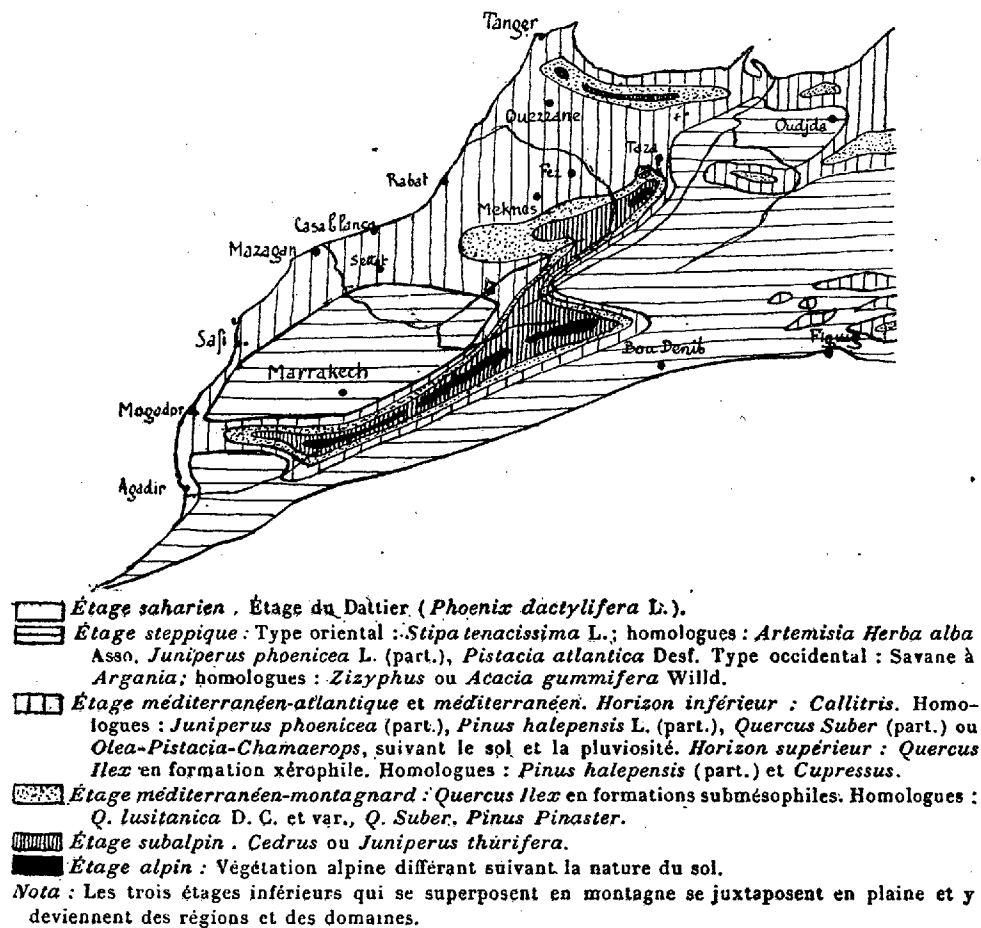 Tanger
Ouezzane
Oudjda
Taza
Fez
Rabat
Meknos
Casablanca
Mazagan
Settat
Safi
Bou Denib
Figuig
Marrakech
Mogador
Agadir
Étage saharien. Étage du Dattier (Phoenix dactylifera L.).
Étage steppique : Type oriental : Stipa tenacissima L.; homologues : Artemisia Herba alba
Asso, Juniperus phoenicea L. (part.), Pistacia atlantica Desf. Type occidental : Savane à
Argania; homologues : Zizyphus ou Acacia gummifera Willd.
Étage méditerranéen-atlantique et méditerranéen. Horizon inférieur : Callitris. Homo-
logues : Juniperus phoenicea (part.), Pinus halepensis L. (part.), Quercus Suber (part.) ou
Olea-Pistacia-Chamaerops, suivant le sol et la pluviosité. Horizon supérieur : Quercus
Ilex en formation xérophile. Homologues : Pinus halepensis (part.) et Cupressus.
Étage méditerranéen-montagnard : Quercus Ilex en formations submésophiles. Homologues :
Q. lusitanica D. C. et var., Q. Suber, Pinus Pinaster.
Étage subalpin. Cedrus ou Juniperus thurifera.
Étage alpin : Végétation alpine différant suivant la nature du sol.
Nota : Les trois étages inférieurs qui se superposent en montagne se juxtaposent en plaine et y
deviennent des régions et des domaines.